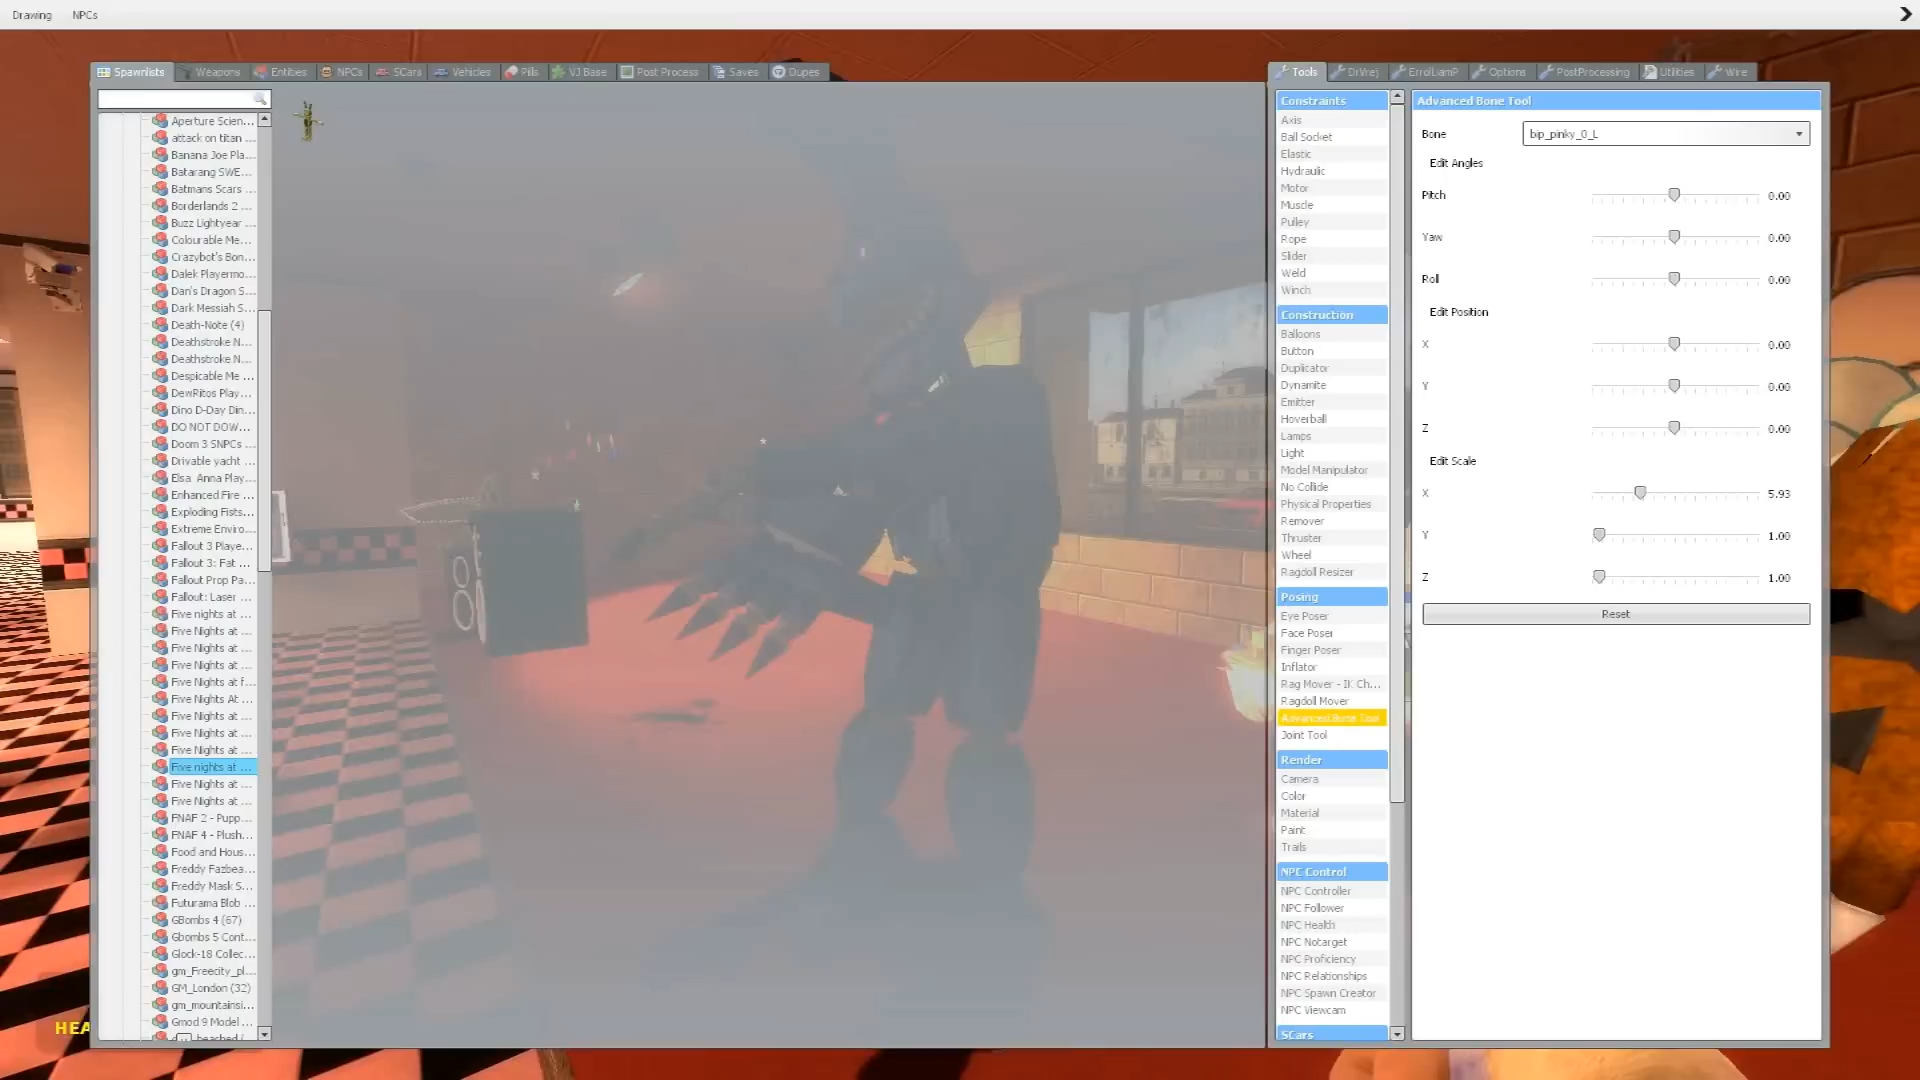 Drawing NPCs
Spawnlists Weapons Entities NPCs SCars Vehicles Pills VJ Base Post Process Saves Dupes
Tools DrVrej ErrolLiamP Options PostProcessing Utilities Wire
Aperture Scien...
attack on titan ...
Banana Joe Pla...
Batarang SWE...
Batmans Scars ...
Borderlands 2 ...
Buzz Lightyear ...
Colourable Me...
Crazybot's Bon...
Dalek Playermo...
Dan's Dragon S...
Dark Messiah S...
Death-Note (4)
Deathstroke N...
Deathstroke N...
Despicable Me ...
DewRitos Play...
Dino D-Day Din...
DO NOT DOW...
Doom 3 SNPCs ...
Drivable yacht ...
Elsa Anna Play...
Enhanced Fire ...
Exploding Fists...
Extreme Enviro...
Fallout 3 Playe...
Fallout 3: Fat ...
Fallout Prop Pa...
Fallout: Laser ...
Five nights at ...
Five Nights at ...
Five Nights at ...
Five Nights at ...
Five Nights at f...
Five Nights At ...
Five Nights at ...
Five Nights at ...
Five Nights at ...
Five nights at ...
Five Nights at ...
Five Nights at ...
FNAF 2 - Pupp...
FNAF 4 - Plush...
Food and Hous...
Freddy Fazbea...
Freddy Mask S...
Futurama Blob ...
GBombs 4 (67)
Gbombs 5 Cont...
Glock-18 Collec...
gm_Freecity_pl...
GM_London (32)
gm_mountainsi...
Gmod 9 Model ...
HEA
Constraints
Axis
Ball Socket
Elastic
Hydraulic
Motor
Muscle
Pulley
Rope
Slider
Weld
Winch
Construction
Balloons
Button
Duplicator
Dynamite
Emitter
Hoverball
Lamps
Light
Model Manipulator
No Collide
Physical Properties
Remover
Thruster
Wheel
Ragdoll Resizer
Posing
Eye Poser
Face Poser
Finger Poser
Inflator
Rag Mover - IK Ch...
Ragdoll Mover
Advanced Bone Tool
Joint Tool
Render
Camera
Color
Material
Paint
Trails
NPC Control
NPC Controller
NPC Follower
NPC Health
NPC Notarget
NPC Proficiency
NPC Relationships
NPC Spawn Creator
NPC Viewcam
SCars
Advanced Bone Tool
Bone bip_pinky_0_L
Edit Angles
Pitch 0.00
Yaw 0.00
Roll 0.00
Edit Position
X 0.00
Y 0.00
Z 0.00
Edit Scale
X 5.93
Y 1.00
Z 1.00
Reset